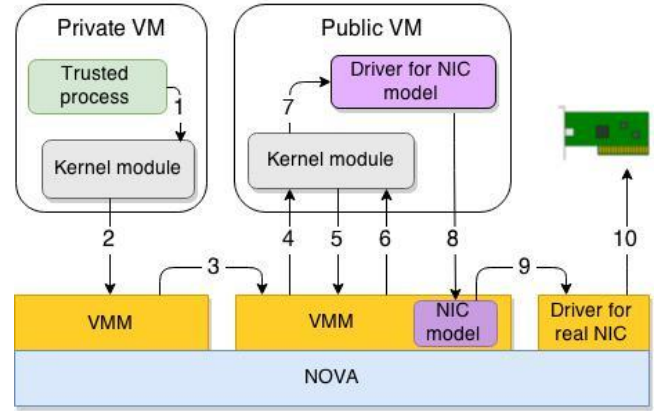 Private VM
Public VM
Trusted
process
1
Kernel module
7
Driver for NIC
model
Kernel module
2
3
4
5
6
8
9
10
VMM
VMM
NIC
model
Driver for
real NIC
NOVA